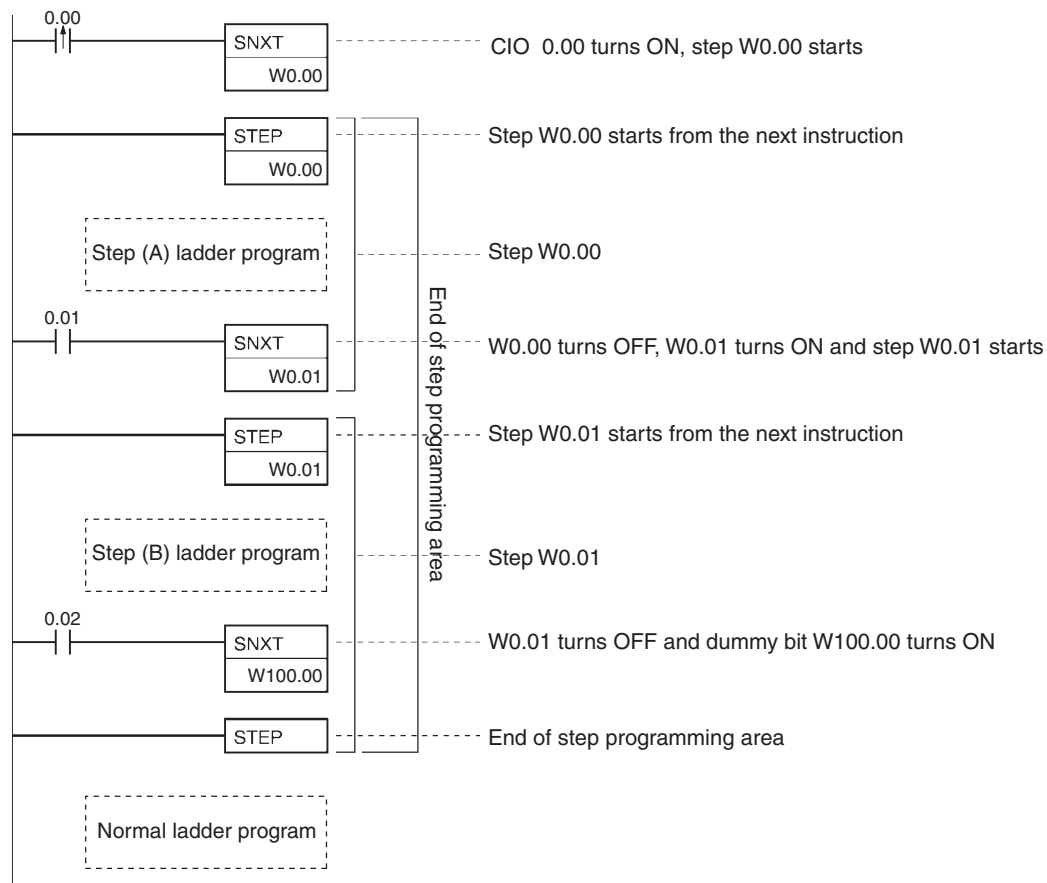 0.00
SNXT
W0.00
CIO 0.00 turns ON, step W0.00 starts
STEP
W0.00
Step W0.00 starts from the next instruction
Step (A) ladder program
Step W0.00
End of step programming area
0.01
SNXT
W0.01
W0.00 turns OFF, W0.01 turns ON and step W0.01 starts
STEP
W0.01
Step W0.01 starts from the next instruction
Step (B) ladder program
Step W0.01
0.02
SNXT
W100.00
W0.01 turns OFF and dummy bit W100.00 turns ON
STEP
End of step programming area
Normal ladder program